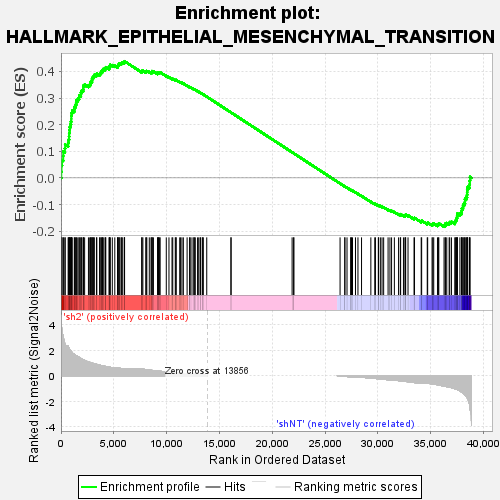 Enrichment plot:
HALLMARK_EPITHELIAL_MESENCHYMAL_TRANSITION
Enrichment score (ES)
0.4
0.3
0.2
0.1
0.0
-0.1
-0.2
'sh2' (positively correlated)
Ranked list metric (Signal2Noise)
4
2
0
-2
-4
Zero cross at 13856
'shNT' (negatively correlated)
0
5,000
10,000
15,000
20,000
25,000
30,000
35,000
40,000
Rank in Ordered Dataset
Enrichment profile
Hits
Ranking metric scores